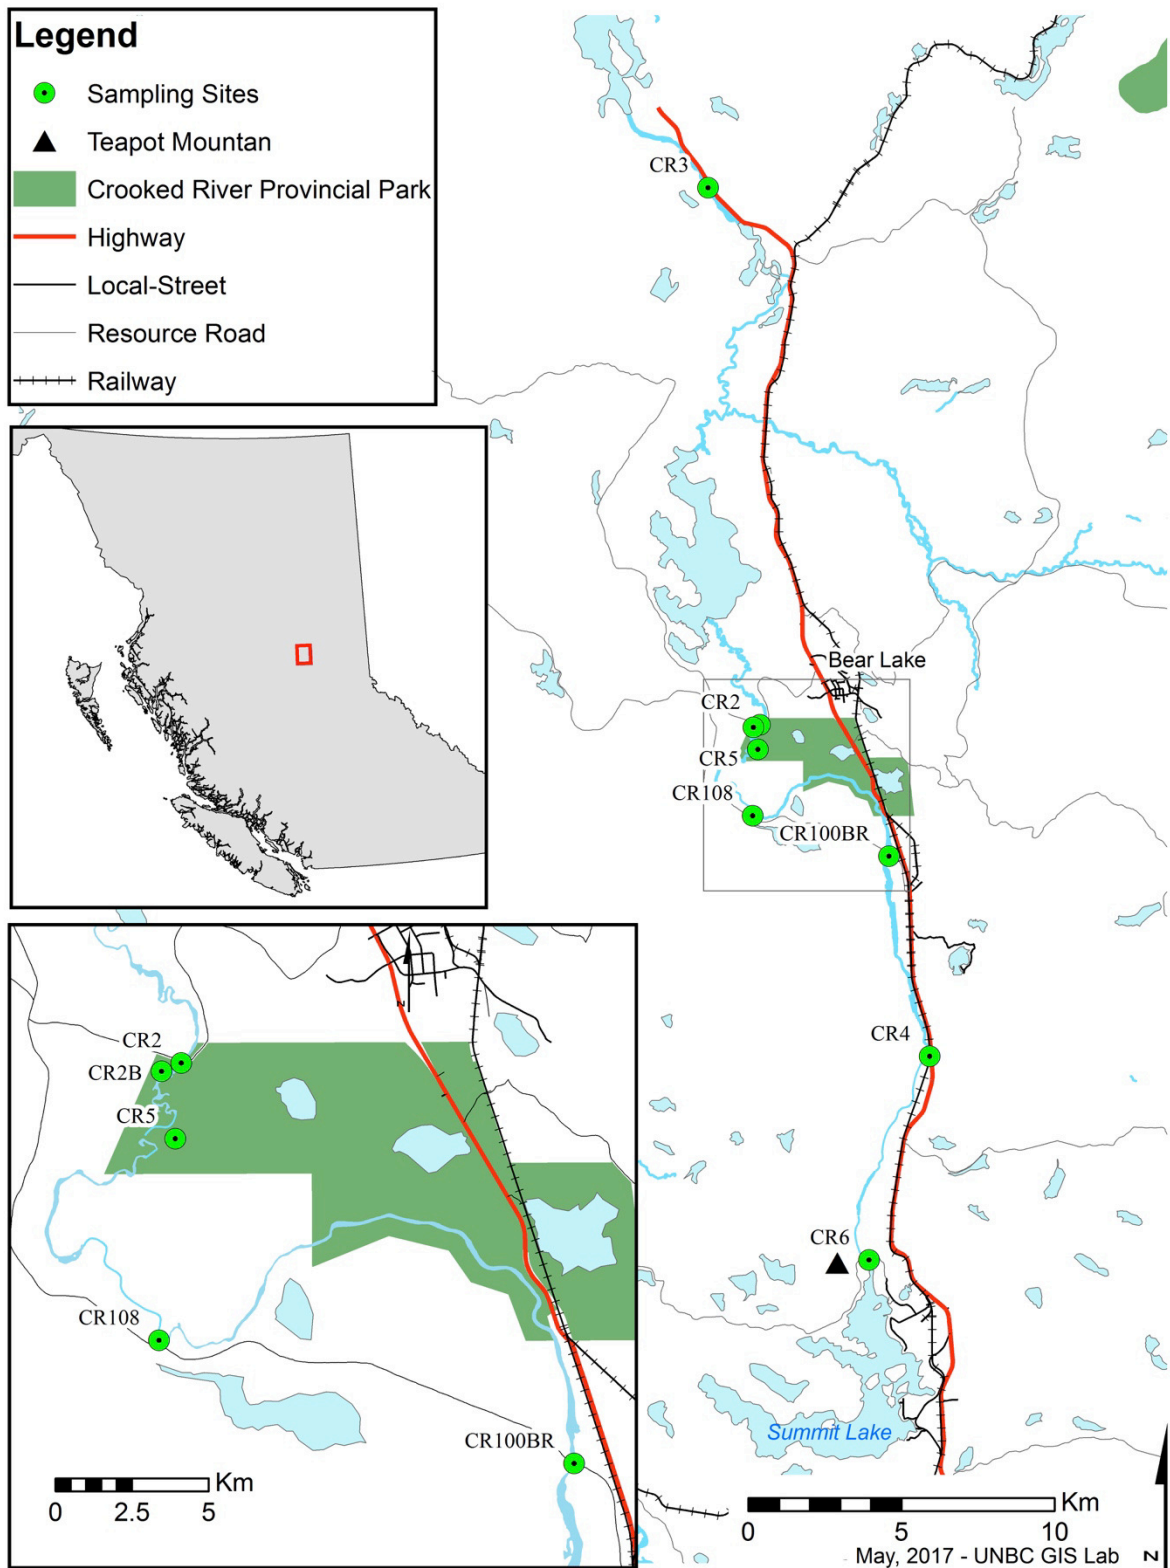 Legend
Sampling Sites
Teapot Mountan
Crooked River Provincial Park
Highway
Local-Street
Resource Road
Railway
CR3
Bear Lake
CR2
CR5
CR108
CR100BR
CR4
CR6
Summit Lake
0 5 10 Km
May, 2017 - UNBC GIS Lab
N
N
CR2
CR2B
CR5
CR108
CR100BR
0 2.5 5 Km